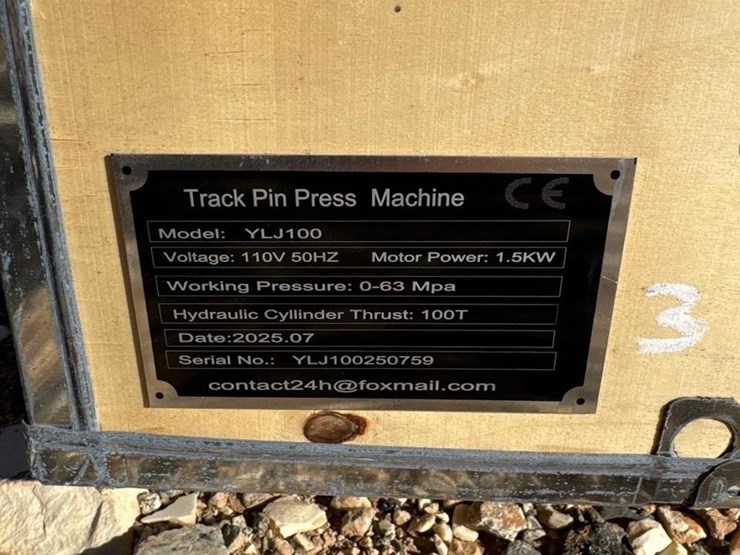 Track Pin Press Machine CE
Model: YLJ100
Voltage: 110V 50HZ Motor Power: 1.5KW
Working Pressure: 0-63 Mpa
Hydraulic Cyllinder Thrust: 100T
Date:2025.07
Serial No.: YLJ100250759
contact24h@foxmail.com
3